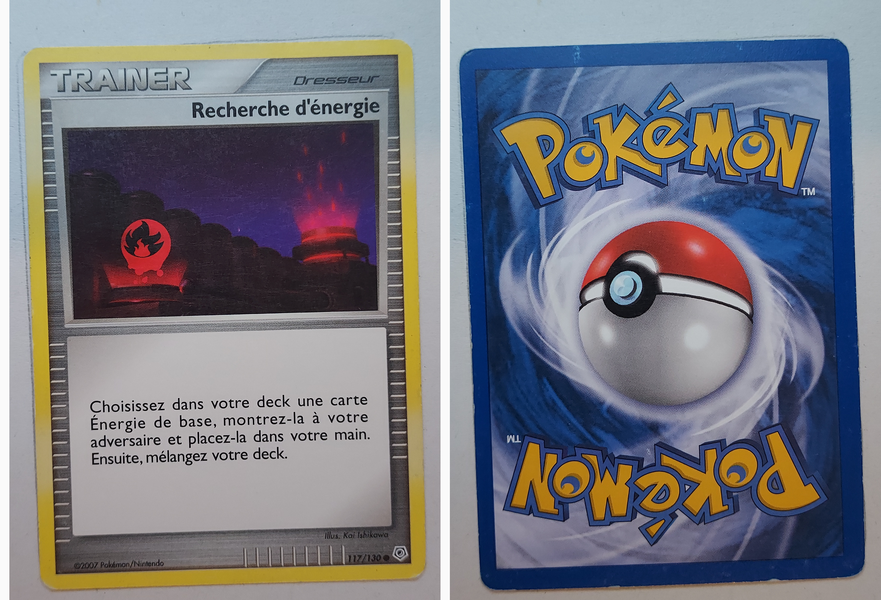 TRAINER
Dresseur
Recherche d'énergie
Choisissez dans votre deck une carte
Énergie de base, montrez-la à votre
adversaire et placez-la dans votre main.
Ensuite, mélangez votre deck.
Illus. Kai Ishikawa
©2007 Pokémon/Nintendo
117/130
POKéMON
TM
POKéMON
TM